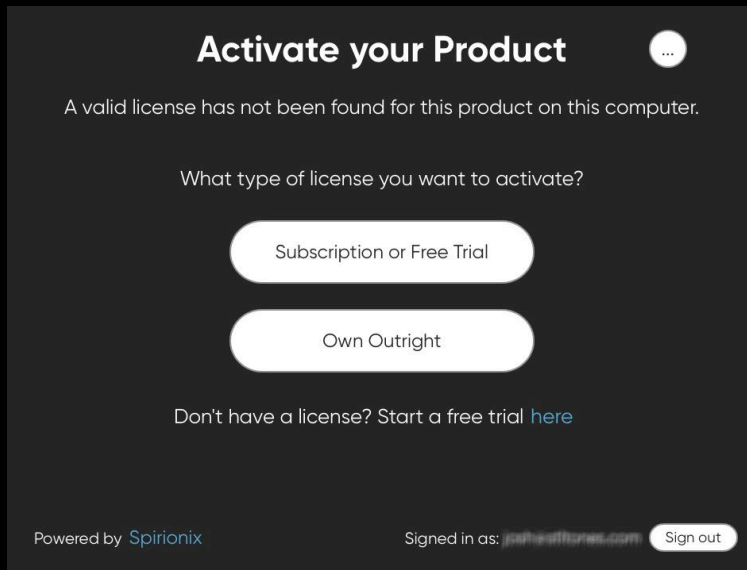 Activate your Product
...
A valid license has not been found for this product on this computer.
What type of license you want to activate?
Subscription or Free Trial
Own Outright
Don't have a license? Start a free trial here
Powered by Spirionix
Signed in as:
Sign out